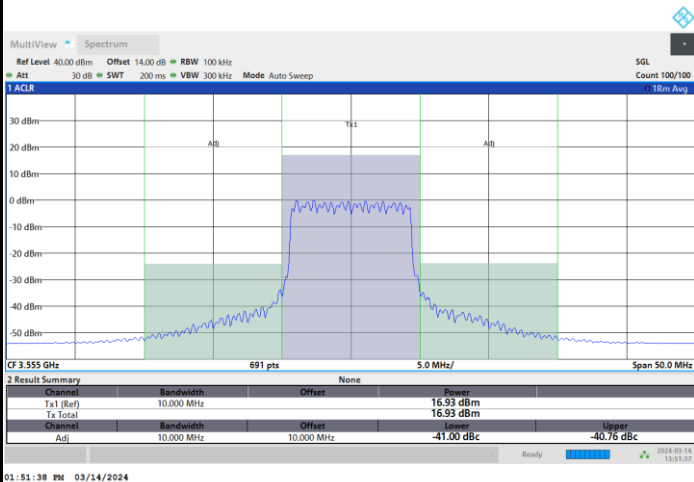 MultiView Spectrum
Ref Level 40.00 dBm Offset 14.00 dB RBW 100 kHz SGL
Att 30 dB SWT 200 ms VBW 300 kHz Mode Auto Sweep Count 100/100
1 ACLR 1Rm Avg
30 dBm
Tx1
20 dBm
Adj Adj
10 dBm
0 dBm
-10 dBm
-20 dBm
-30 dBm
-40 dBm
-50 dBm
CF 3.555 GHz 691 pts 5.0 MHz/ Span 50.0 MHz
2 Result Summary None
Channel Bandwidth Offset Power
Tx1 (Ref) 10.000 MHz 16.93 dBm
Tx Total 16.93 dBm
Channel Bandwidth Offset Lower Upper
Adj 10.000 MHz 10.000 MHz -41.00 dBc -40.76 dBc
Ready 2024-03-14
13:51:37
01:51:38 PM 03/14/2024